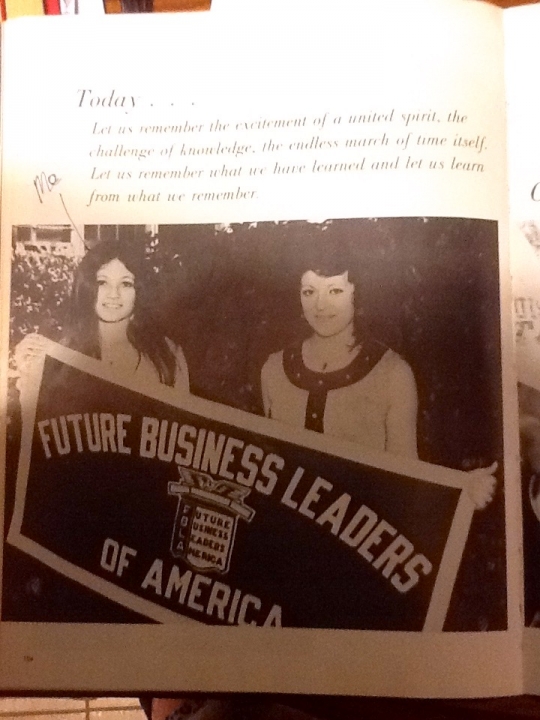 Today . . .
Let us remember the excitement of a united spirit, the
challenge of knowledge, the endless march of time itself.
Let us remember what we have learned and let us learn
from what we remember.
Me
FUTURE BUSINESS LEADERS
FUTURE
BUSINESS
LEADERS
AMERICA
OF AMERICA